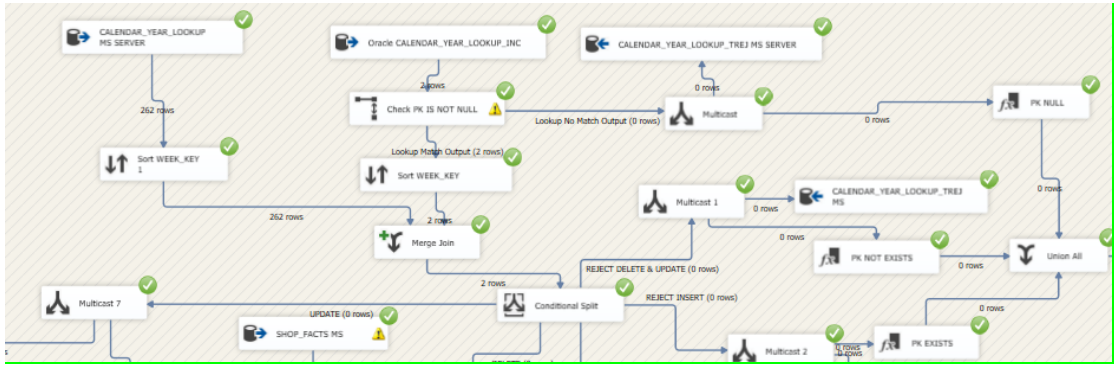 CALENDAR_YEAR_LOOKUP
MS SERVER
Oracle CALENDAR_YEAR_LOOKUP_INC
CALENDAR_YEAR_LOOKUP_TREJ MS SERVER
2 rows
0 rows
262 rows
Check PK IS NOT NULL
Lookup No Match Output (0 rows)
Multicast
0 rows
PK NULL
Lookup Match Output (2 rows)
Sort WEEK_KEY
1
Sort WEEK_KEY
0 rows
262 rows
2 rows
Multicast 1
0 rows
CALENDAR_YEAR_LOOKUP_TREJ
MS
Merge Join
0 rows
PK NOT EXISTS
0 rows
Union All
2 rows
REJECT DELETE & UPDATE (0 rows)
Multicast 7
Conditional Split
REJECT INSERT (0 rows)
0 rows
UPDATE (0 rows)
SHOP_FACTS MS
Multicast 2
0 rows
0 rows
PK EXISTS